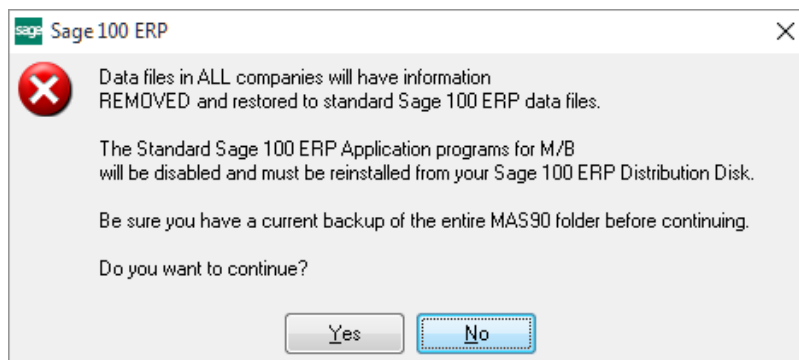 sage Sage 100 ERP
Data files in ALL companies will have information
REMOVED and restored to standard Sage 100 ERP data files.
The Standard Sage 100 ERP Application programs for M/B
will be disabled and must be reinstalled from your Sage 100 ERP Distribution Disk.
Be sure you have a current backup of the entire MAS90 folder before continuing.
Do you want to continue?
Yes No